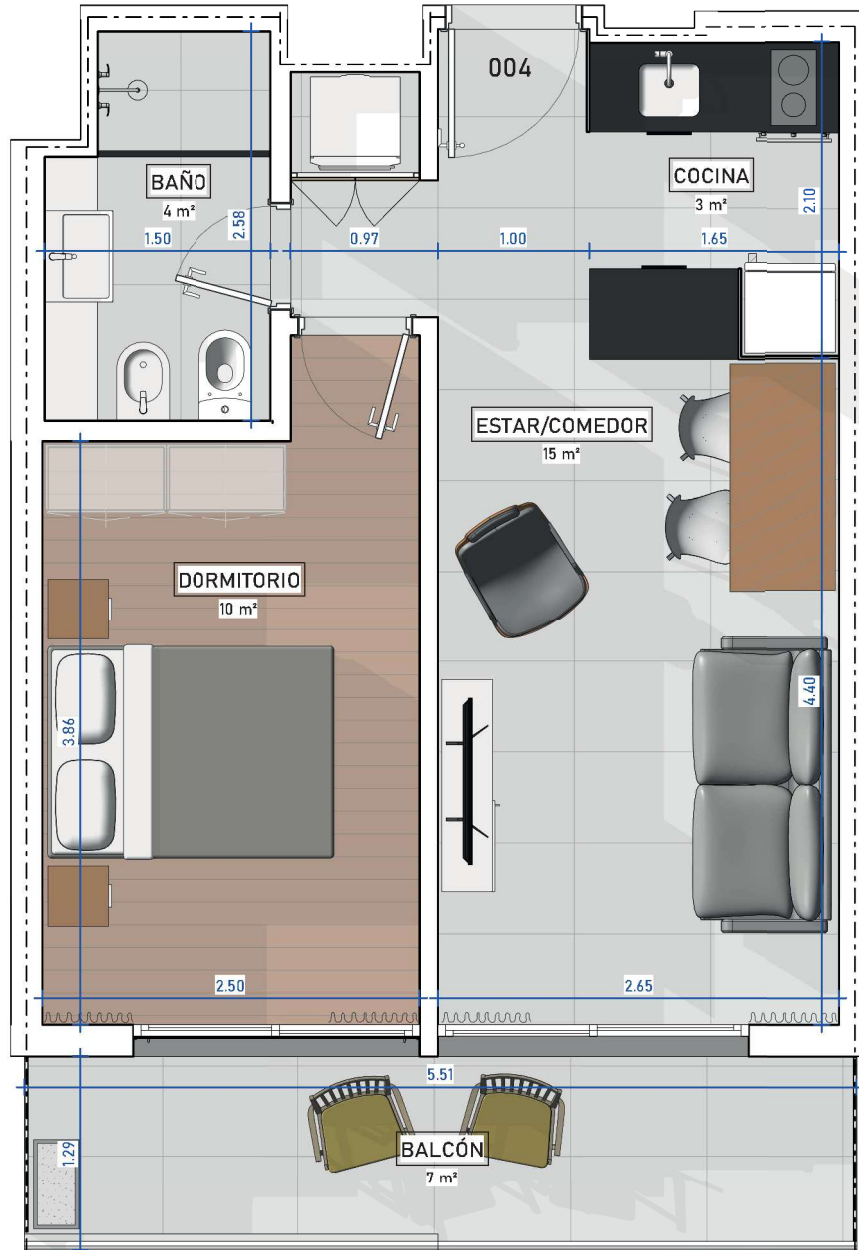 004
BAÑO
4 m²
COCINA
3 m²
2.10
1.50
2.58
0.97
1.00
1.65
ESTAR/COMEDOR
15 m²
DORMITORIO
10 m²
3.86
4.40
2.50
2.65
5.51
BALCÓN
7 m²
1.29